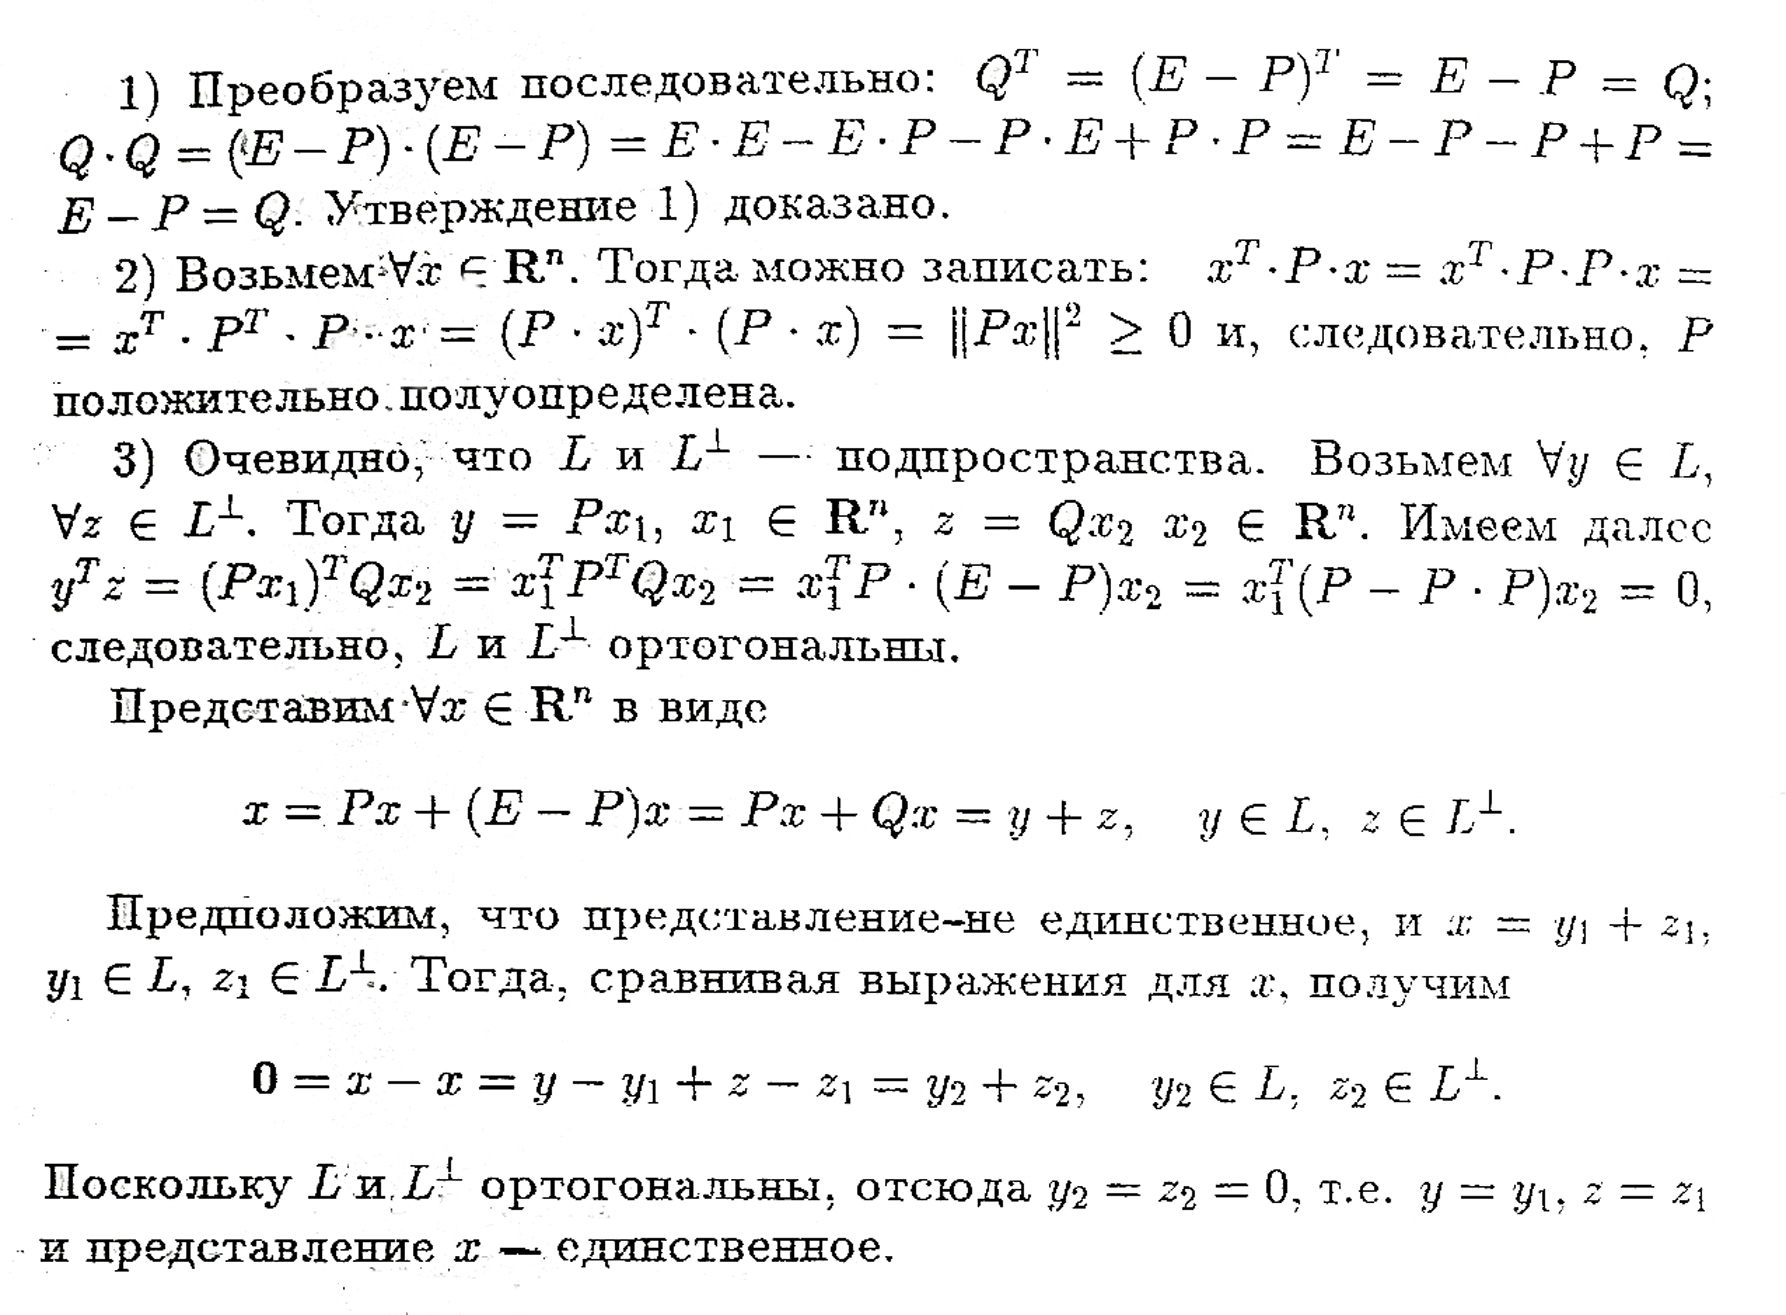 1) Преобразуем последовательно: Q^T = (E − P)^T = E − P = Q;
Q·Q = (E−P)·(E−P) = E·E−E·P−P·E+P·P = E−P−P+P =
E−P = Q. Утверждение 1) доказано.
2) Возьмем ∀x ∈ R^n. Тогда можно записать: x^T·P·x = x^T·P·P·x =
= x^T · P^T · P · x = (P · x)^T · (P · x) = ||Px||^2 ≥ 0 и, следовательно, P
положительно полуопределена.
3) Очевидно, что L и L^⊥ — подпространства. Возьмем ∀y ∈ L,
∀z ∈ L^⊥. Тогда y = Px_1, x_1 ∈ R^n, z = Qx_2 x_2 ∈ R^n. Имеем далее
y^T z = (Px_1)^T Qx_2 = x_1^T P^T Qx_2 = x_1^T P · (E − P)x_2 = x_1^T (P − P · P)x_2 = 0,
следовательно, L и L^⊥ ортогональны.
Представим ∀x ∈ R^n в виде
x = Px + (E − P)x = Px + Qx = y + z, y ∈ L, z ∈ L^⊥.
Предположим, что представление-не единственное, и x = y_1 + z_1,
y_1 ∈ L, z_1 ∈ L^⊥. Тогда, сравнивая выражения для x, получим
0 = x − x = y − y_1 + z − z_1 = y_2 + z_2, y_2 ∈ L, z_2 ∈ L^⊥.
Поскольку L и L^⊥ ортогональны, отсюда y_2 = z_2 = 0, т.е. y = y_1, z = z_1
и представление x — единственное.